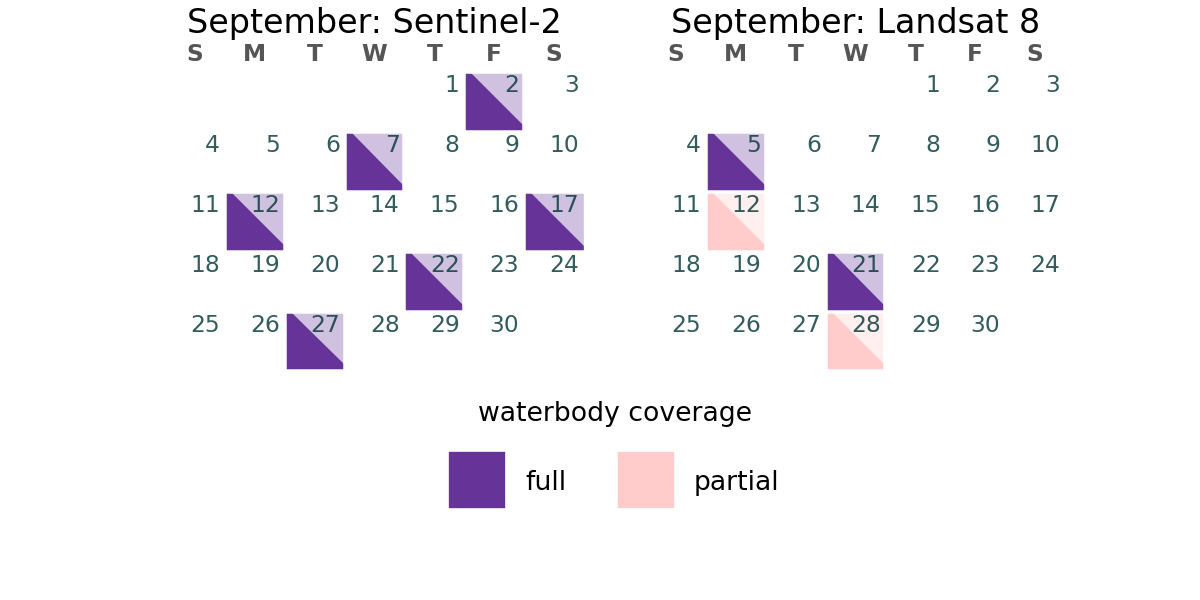 September: Sentinel-2
S M T W T F S
1 2 3
4 5 6 7 8 9 10
11 12 13 14 15 16 17
18 19 20 21 22 23 24
25 26 27 28 29 30
September: Landsat 8
S M T W T F S
1 2 3
4 5 6 7 8 9 10
11 12 13 14 15 16 17
18 19 20 21 22 23 24
25 26 27 28 29 30
waterbody coverage
full partial